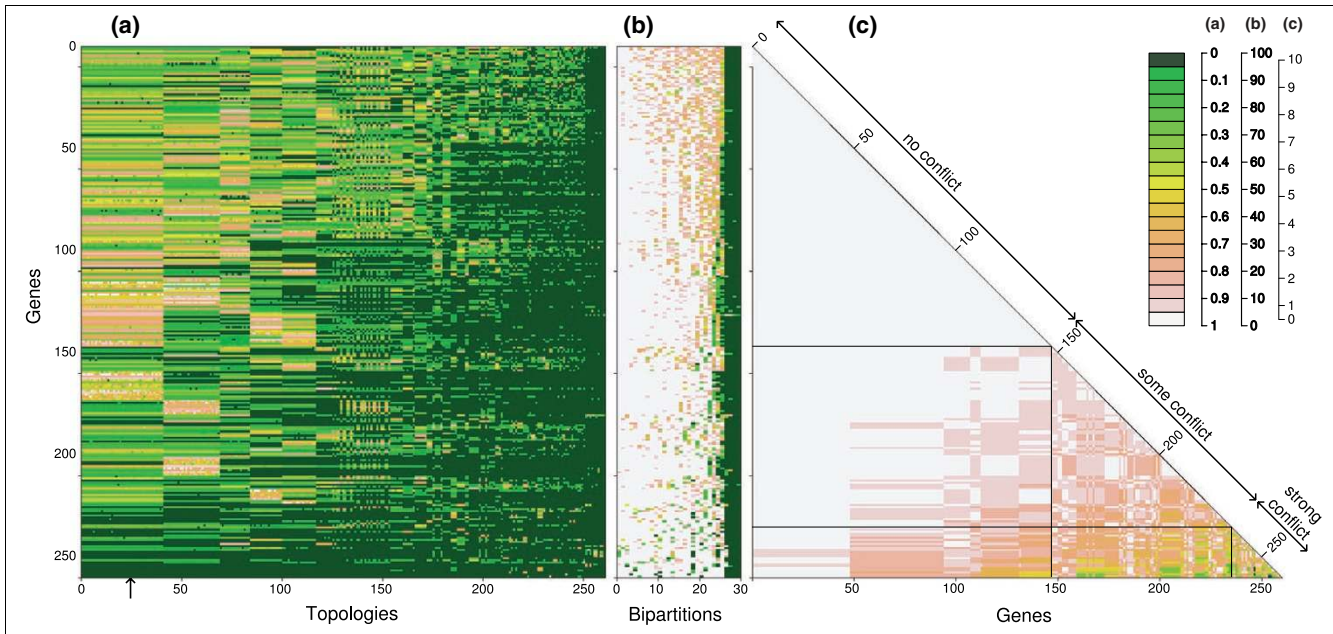 (a)
(b)
(c)
Genes
0
50
100
150
200
250
0
50
100
150
200
250
Topologies
0
10
20
30
Bipartitions
0
50
100
150
200
250
no conflict
some conflict
strong
conflict
50
100
150
200
250
Genes
(a) (b) (c)
0 100 10
0.1 90 9
0.2 80 8
0.3 70 7
0.4 60 6
0.5 50 5
0.6 40 4
0.7 30 3
0.8 20 2
0.9 10 1
1 0 0